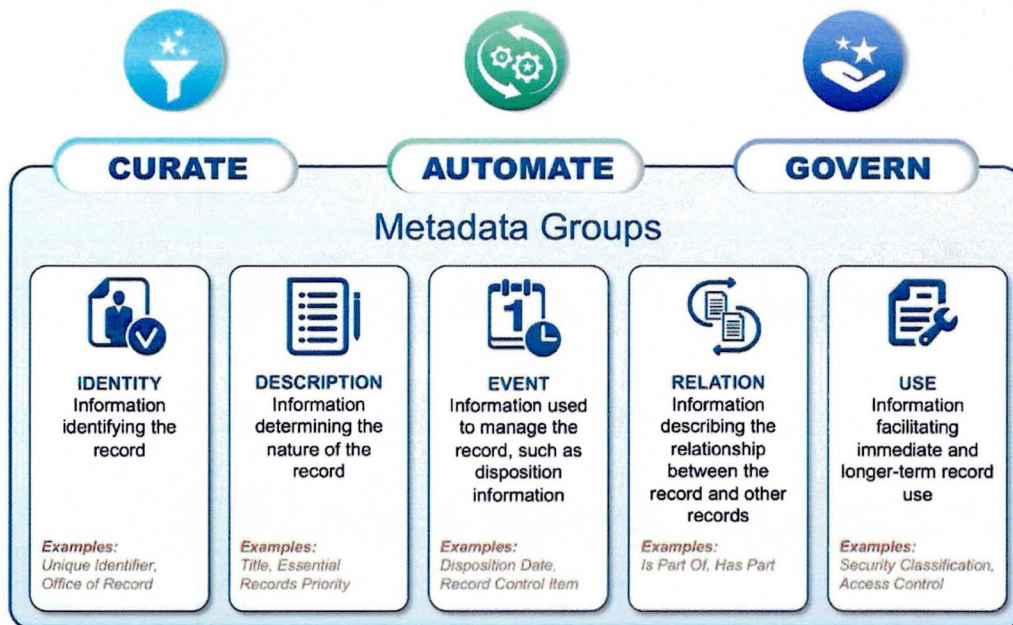 CURATE
AUTOMATE
GOVERN
Metadata Groups
1
IDENTITY
Information
identifying the
record
Examples:
Unique Identifier,
Office of Record
DESCRIPTION
Information
determining the
nature of the
record
Examples:
Title, Essential
Records Priority
EVENT
Information used
to manage the
record, such as
disposition
information
Examples:
Disposition Date,
Record Control Item
RELATION
Information
describing the
relationship
between the
record and other
records
Examples:
Is Part Of, Has Part
USE
Information
facilitating
immediate and
longer-term record
use
Examples:
Security Classification,
Access Control